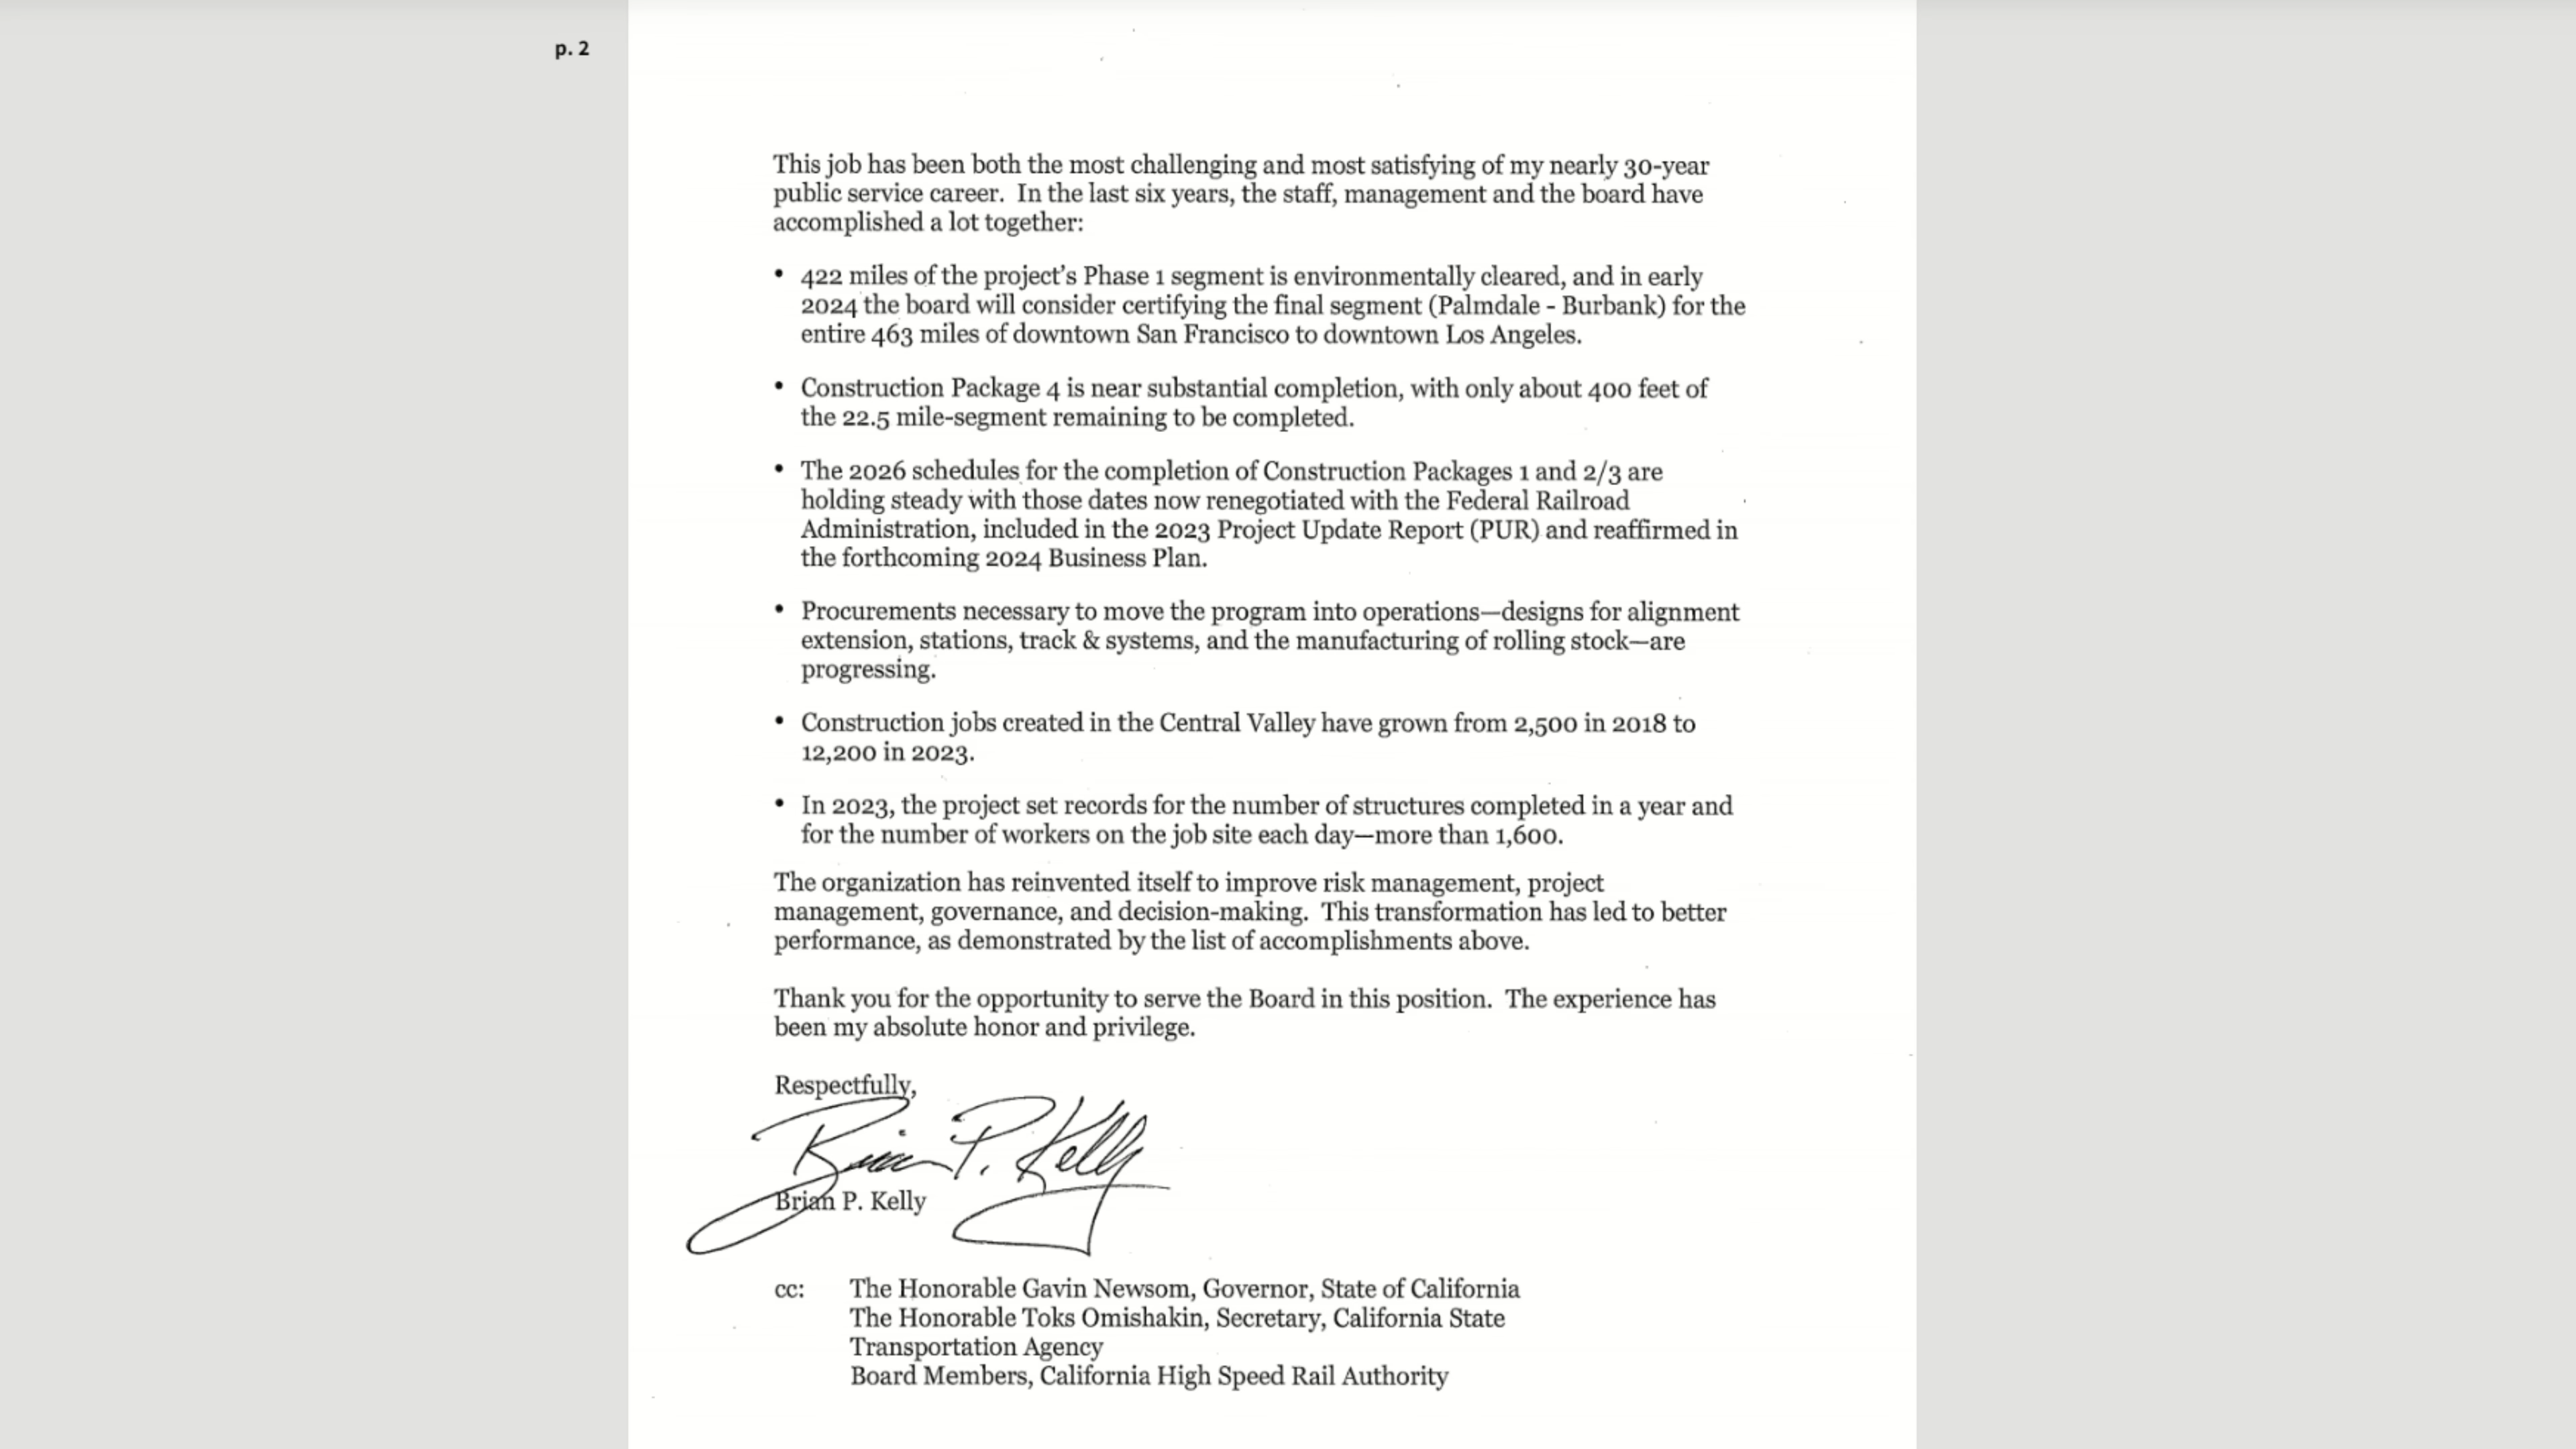 p. 2
This job has been both the most challenging and most satisfying of my nearly 30-year
public service career.  In the last six years, the staff, management and the board have
accomplished a lot together:
• 422 miles of the project's Phase 1 segment is environmentally cleared, and in early
2024 the board will consider certifying the final segment (Palmdale - Burbank) for the
entire 463 miles of downtown San Francisco to downtown Los Angeles.
• Construction Package 4 is near substantial completion, with only about 400 feet of
the 22.5 mile-segment remaining to be completed.
• The 2026 schedules for the completion of Construction Packages 1 and 2/3 are
holding steady with those dates now renegotiated with the Federal Railroad
Administration, included in the 2023 Project Update Report (PUR) and reaffirmed in
the forthcoming 2024 Business Plan.
• Procurements necessary to move the program into operations—designs for alignment
extension, stations, track & systems, and the manufacturing of rolling stock—are
progressing.
• Construction jobs created in the Central Valley have grown from 2,500 in 2018 to
12,200 in 2023.
• In 2023, the project set records for the number of structures completed in a year and
for the number of workers on the job site each day—more than 1,600.
The organization has reinvented itself to improve risk management, project
management, governance, and decision-making.  This transformation has led to better
performance, as demonstrated by the list of accomplishments above.
Thank you for the opportunity to serve the Board in this position.  The experience has
been my absolute honor and privilege.
Respectfully,
Brian P. Kelly
Brian P. Kelly
cc: The Honorable Gavin Newsom, Governor, State of California
The Honorable Toks Omishakin, Secretary, California State
Transportation Agency
Board Members, California High Speed Rail Authority